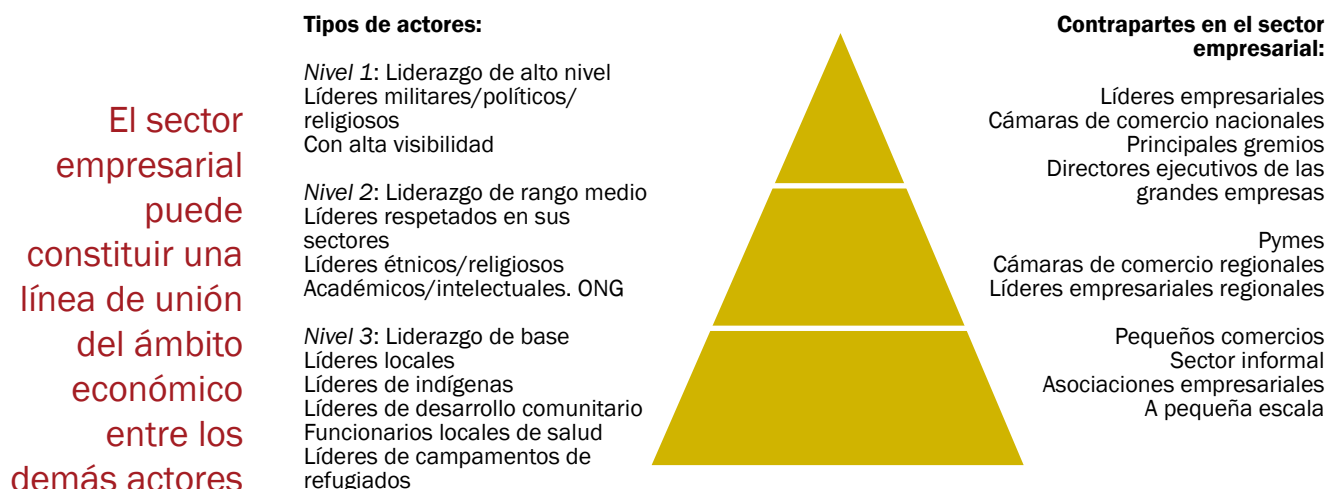 El sector
empresarial
puede
constituir una
línea de unión
del ámbito
económico
entre los
demás actores
Tipos de actores:
Nivel 1: Liderazgo de alto nivel
Líderes militares/políticos/
religiosos
Con alta visibilidad
Nivel 2: Liderazgo de rango medio
Líderes respetados en sus
sectores
Líderes étnicos/religiosos
Académicos/intelectuales. ONG
Nivel 3: Liderazgo de base
Líderes locales
Líderes de indígenas
Líderes de desarrollo comunitario
Funcionarios locales de salud
Líderes de campamentos de
refugiados
Contrapartes en el sector
empresarial:
Líderes empresariales
Cámaras de comercio nacionales
Principales gremios
Directores ejecutivos de las
grandes empresas
Pymes
Cámaras de comercio regionales
Líderes empresariales regionales
Pequeños comercios
Sector informal
Asociaciones empresariales
A pequeña escala